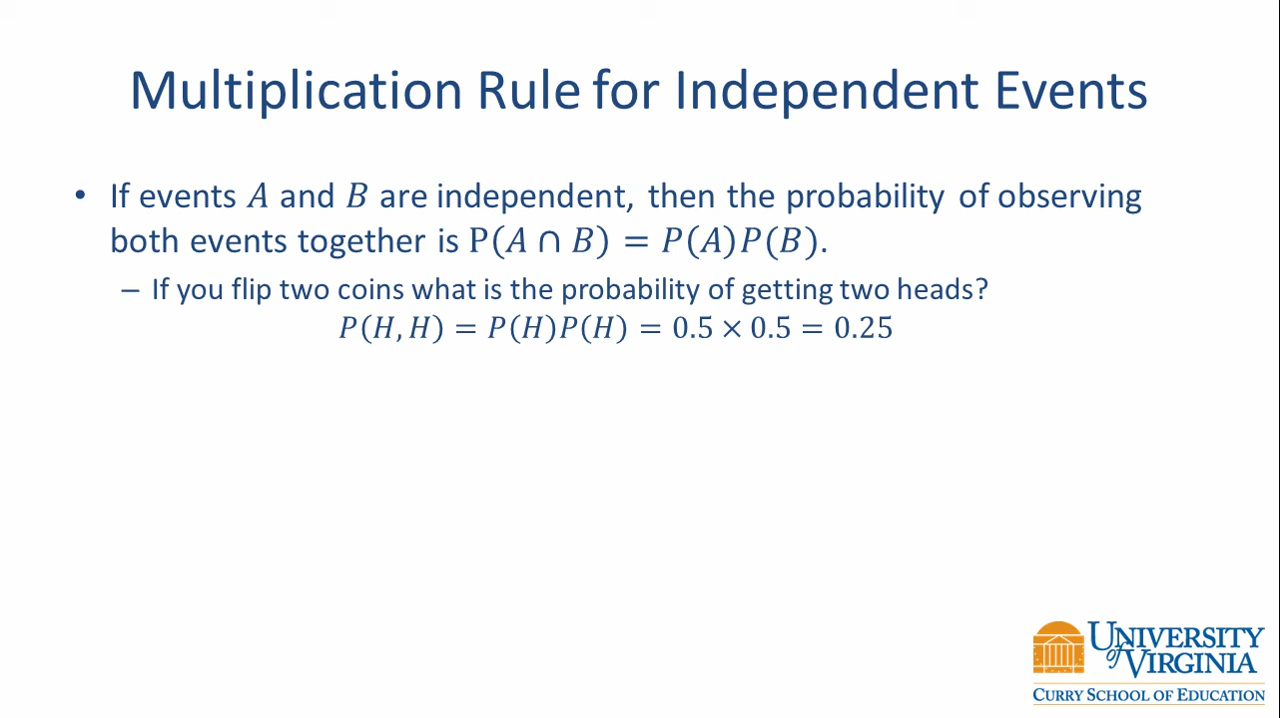 Multiplication Rule for Independent Events
• If events A and B are independent, then the probability of observing
both events together is P(A ∩ B) = P(A)P(B).
– If you flip two coins what is the probability of getting two heads?
P(H, H) = P(H)P(H) = 0.5 × 0.5 = 0.25
UNIVERSITY
of VIRGINIA
CURRY SCHOOL OF EDUCATION